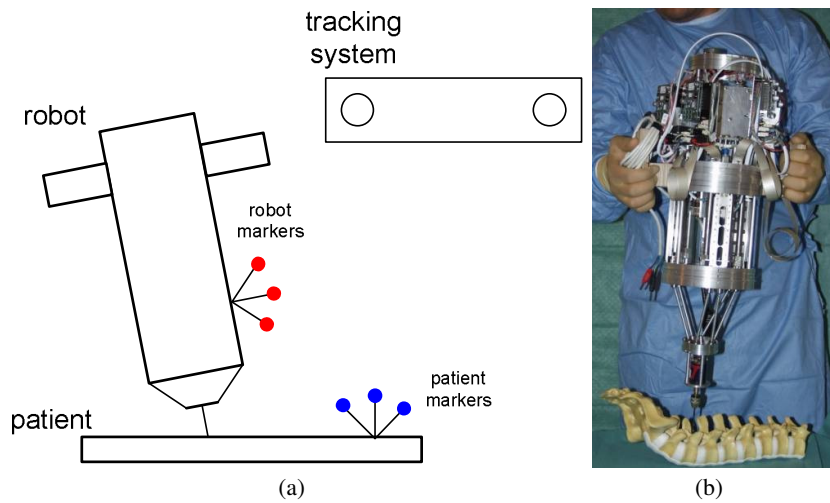 tracking
system
robot
robot
markers
patient
markers
patient
(a)
(b)